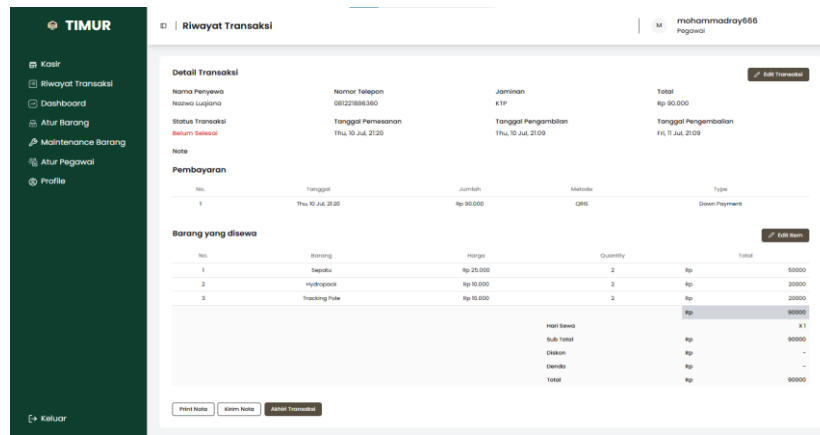 TIMUR
Riwayat Transaksi
M
mohammadray666
Pegawai
Kasir
Riwayat Transaksi
Dashboard
Atur Barang
Maintenance Barang
Atur Pegawai
Profile
Keluar
Detail Transaksi
Edit Transaksi
Nama Penyewa Nomor Telepon Jaminan Total
Nazwa Luqiana 081221886360 KTP Rp 90.000
Status Transaksi Tanggal Pemesanan Tanggal Pengambilan Tanggal Pengembalian
Belum Selesai Thu, 10 Jul, 21:20 Thu, 10 Jul, 21:09 Fri, 11 Jul, 21:09
Note
Pembayaran
No. Tanggal Jumlah Metode Type
1 Thu, 10 Jul, 21:20 Rp 90.000 QRIS Down Payment
Barang yang disewa
Edit Item
No. Barang Harga Quantity Total
1 Sepatu Rp 25.000 2 Rp 50000
2 Hydropack Rp 10.000 2 Rp 20000
3 Tracking Pole Rp 10.000 2 Rp 20000
Rp 90000
Hari Sewa X 1
Sub Total Rp 90000
Diskon Rp -
Denda Rp -
Total Rp 90000
Print Nota Kirim Nota Akhiri Transaksi